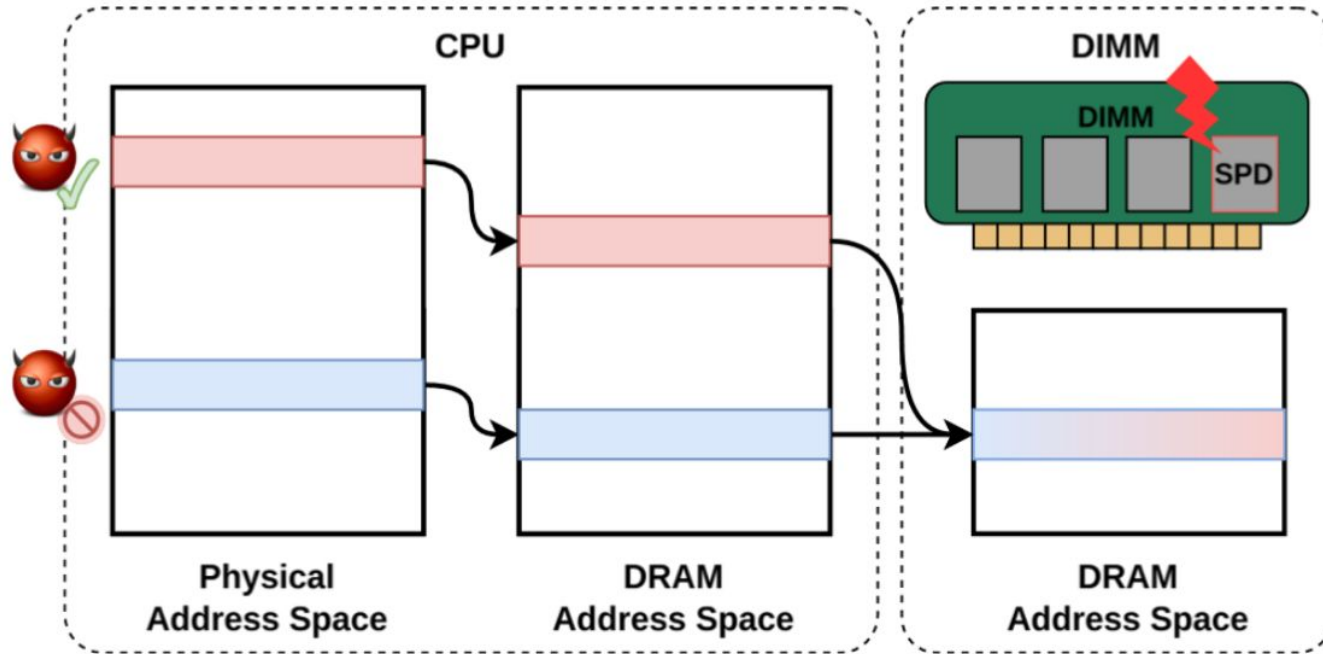 CPU
DIMM
DIMM
SPD
Physical
Address Space
DRAM
Address Space
DRAM
Address Space